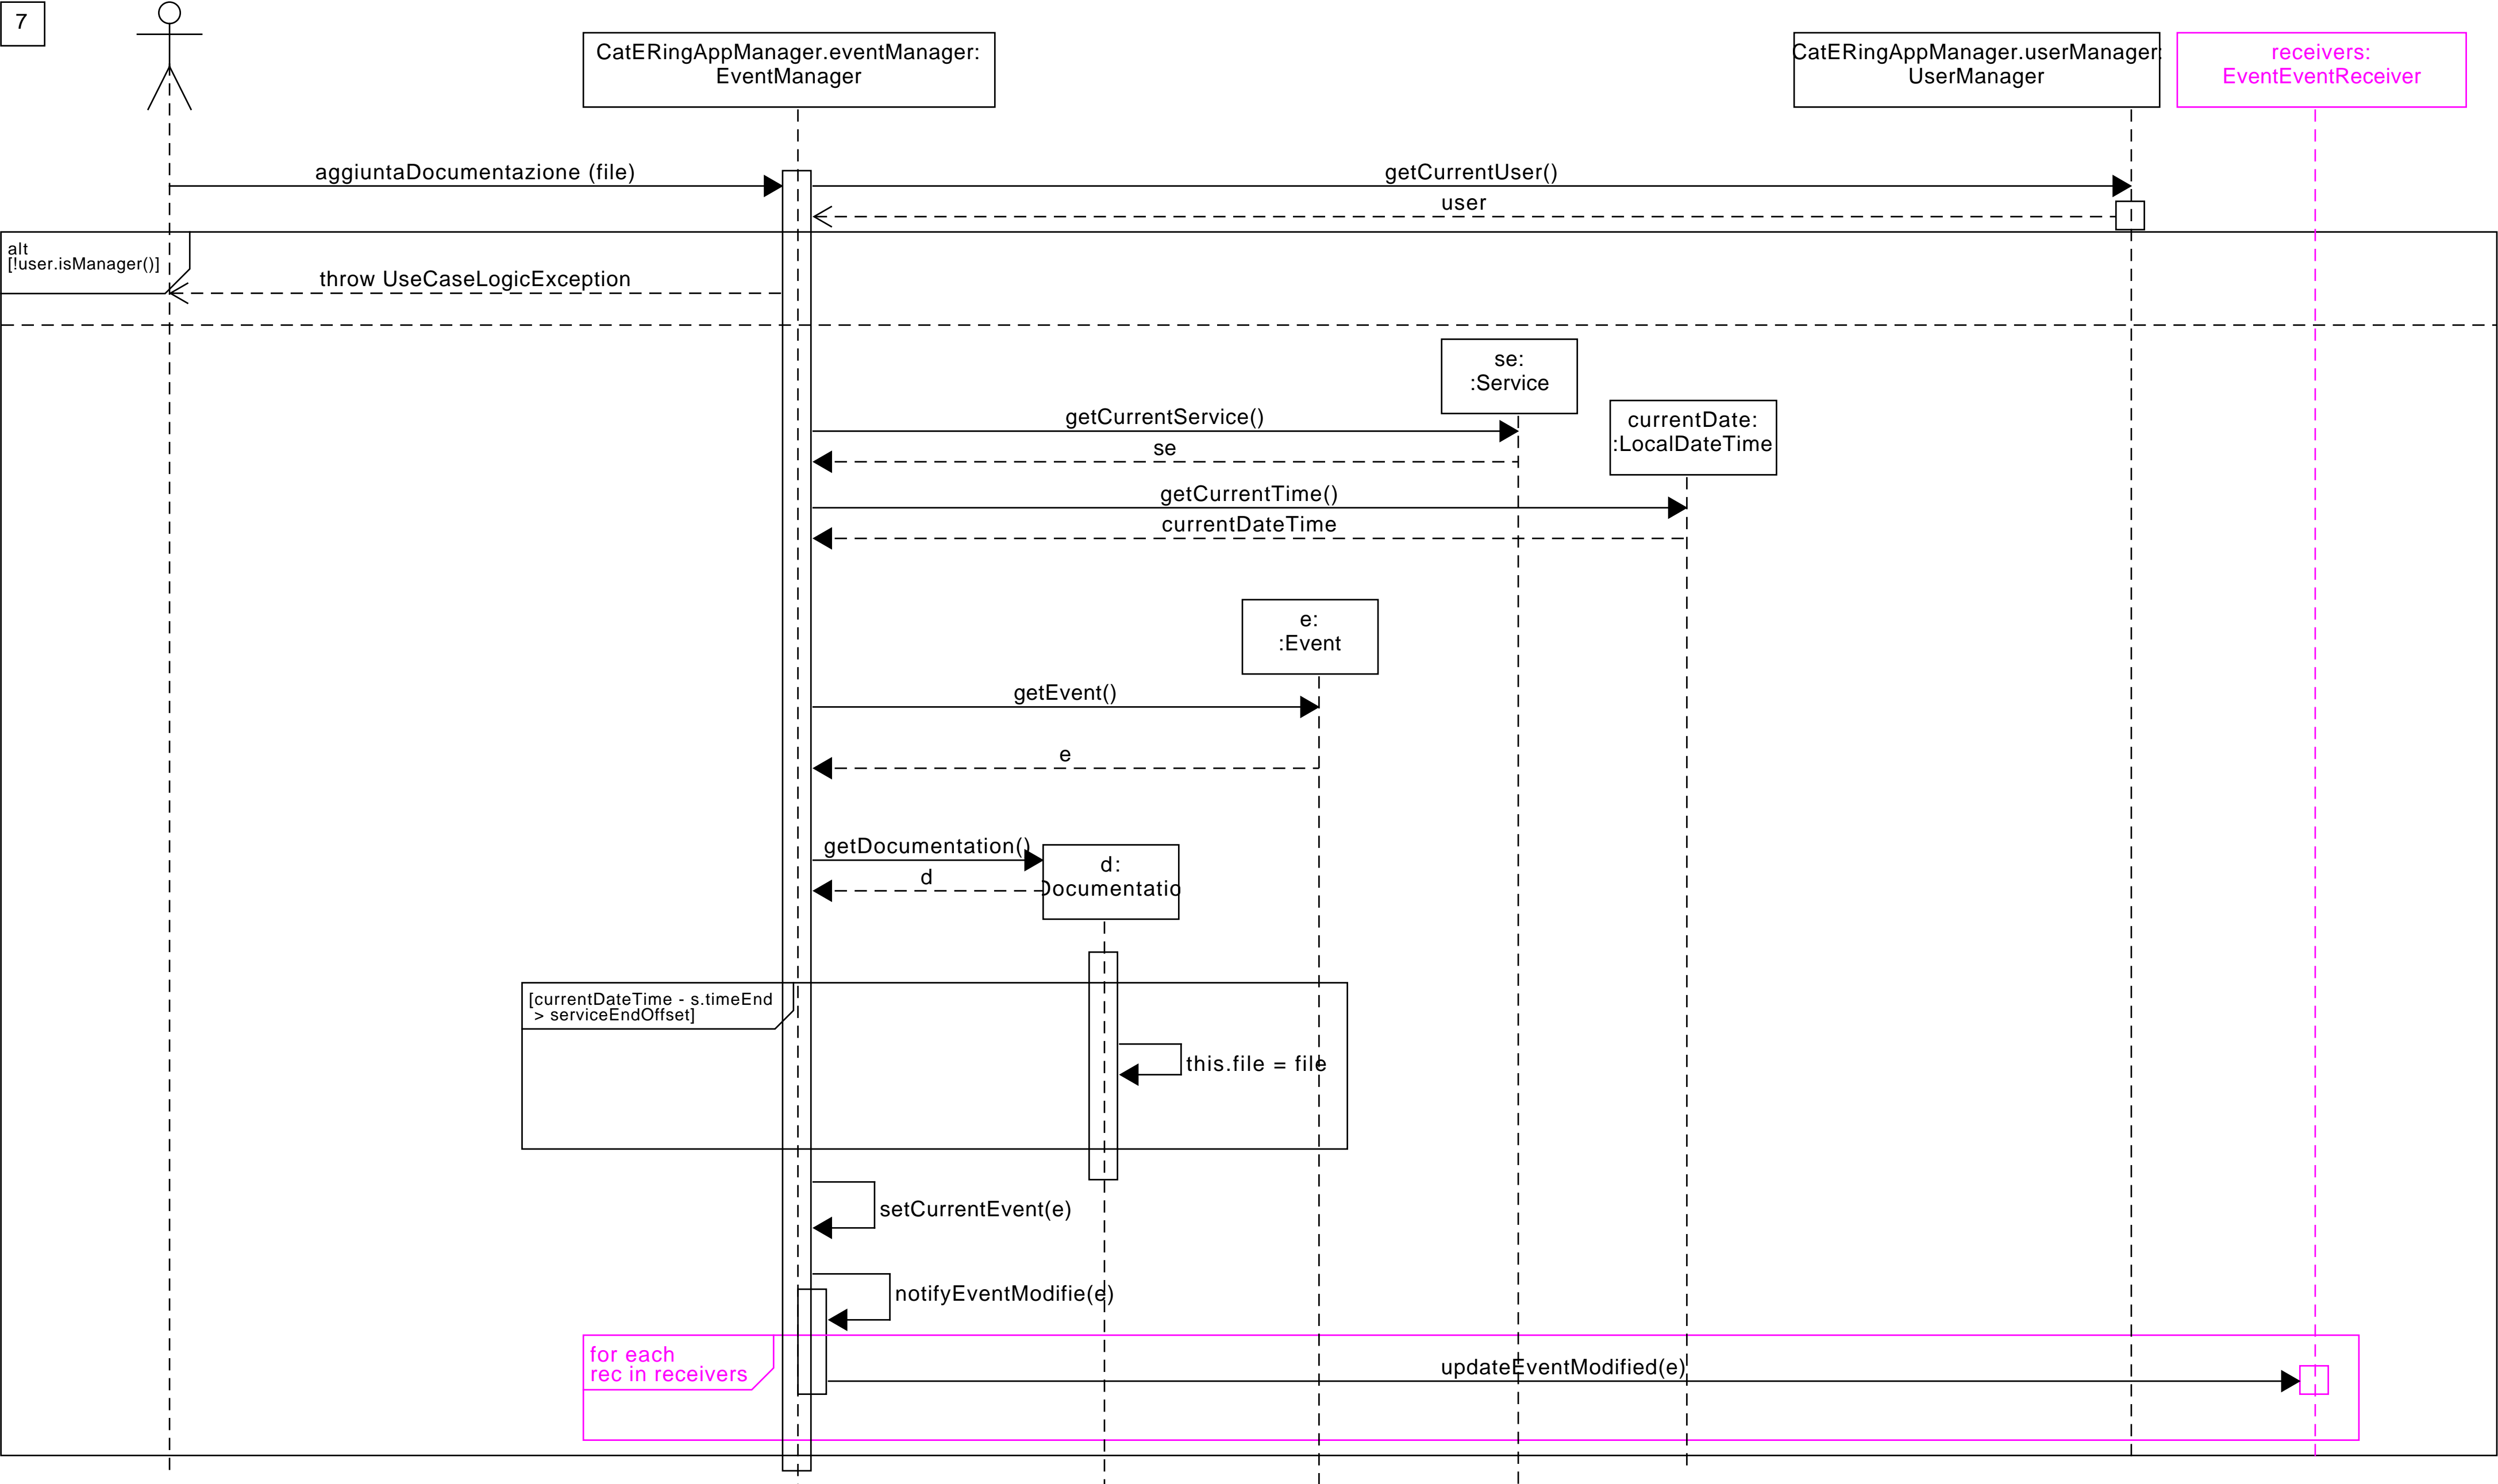 7
CatERingAppManager.eventManager:
EventManager
CatERingAppManager.userManager:
UserManager
receivers:
EventEventReceiver
aggiuntaDocumentazione (file)
getCurrentUser()
user
alt
[!user.isManager()]
throw UseCaseLogicException
se:
:Service
getCurrentService()
currentDate:
:LocalDateTime
se
getCurrentTime()
currentDateTime
e:
:Event
getEvent()
e
getDocumentation()
d:
Documentatio
d
[currentDateTime - s.timeEnd
> serviceEndOffset]
this.file = file
setCurrentEvent(e)
notifyEventModifie(e)
for each
rec in receivers
updateEventModified(e)